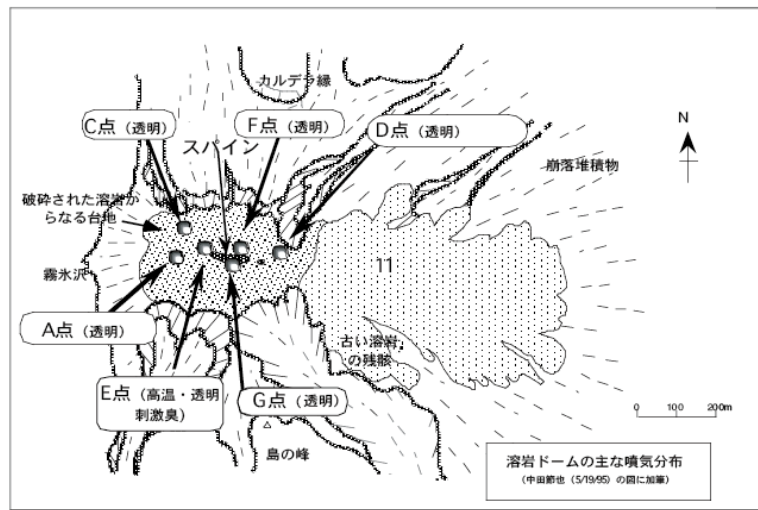 カルデラ縁
C点（透明）
F点（透明）
D点（透明）
スパイン
N
崩落堆積物
破砕された溶岩か
らなる台地
霧氷沢
11
A点（透明）
古い溶岩
の残骸
E点（高温・透明
刺激臭）
G点（透明）
0 100 200m
島の峰
溶岩ドームの主な噴気分布
（中田節也（5/19/95）の図に加筆）